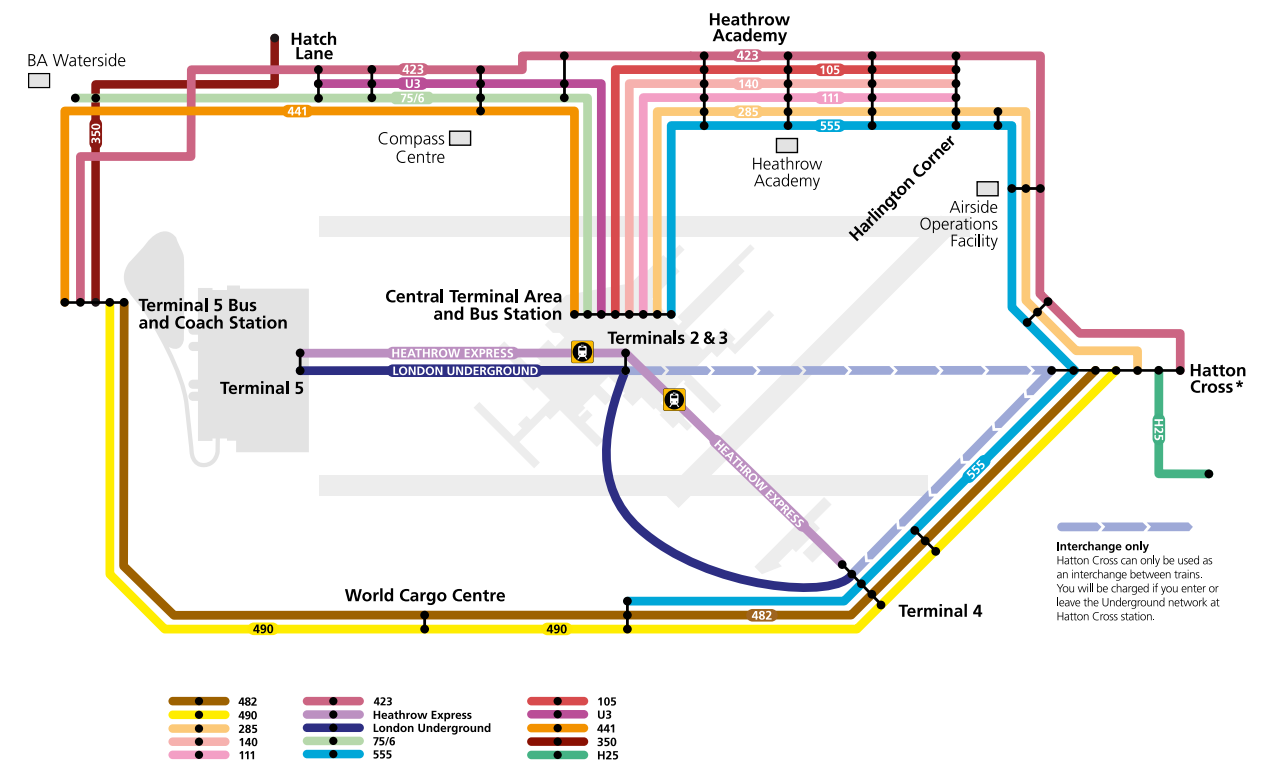 Heathrow
Academy
BA Waterside
Hatch
Lane
423
423
U3
105
140
75/6
111
441
285
350
555
Compass
Centre
Heathrow
Academy
Harlington Corner
Airside
Operations
Facility
Terminal 5 Bus
and Coach Station
Central Terminal Area
and Bus Station
Terminals 2 & 3
HEATHROW EXPRESS
LONDON UNDERGROUND
Terminal 5
Hatton
Cross*
H25
HEATHROW EXPRESS
555
Interchange only
Hatton Cross can only be used as
an interchange between trains.
You will be charged if you enter or
leave the Underground network at
Hatton Cross station.
World Cargo Centre
Terminal 4
482
490
490
482
490
285
140
111
423
Heathrow Express
London Underground
75/6
555
105
U3
441
350
H25